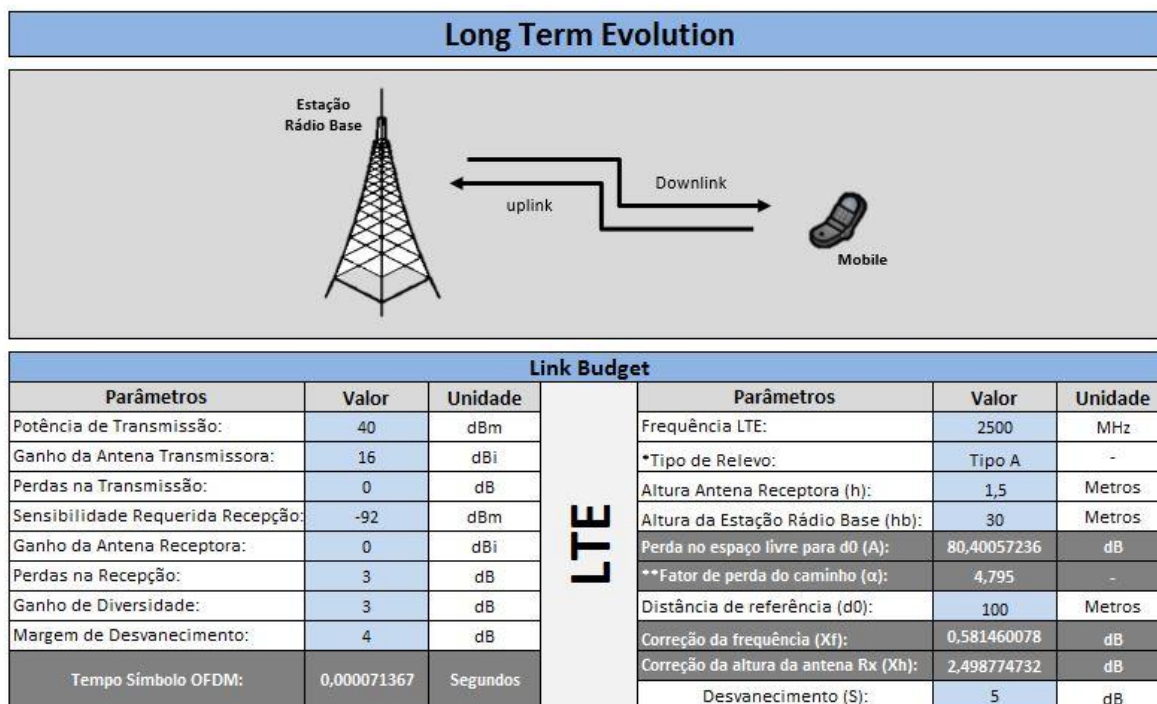 Long Term Evolution
Estação
Rádio Base
Downlink
uplink
Mobile
Link Budget
Parâmetros Valor Unidade
Potência de Transmissão: 40 dBm
Ganho da Antena Transmissora: 16 dBi
Perdas na Transmissão: 0 dB
Sensibilidade Requerida Recepção: -92 dBm
Ganho da Antena Receptora: 0 dBi
Perdas na Recepção: 3 dB
Ganho de Diversidade: 3 dB
Margem de Desvanecimento: 4 dB
Tempo Símbolo OFDM: 0,000071367 Segundos
LTE
Parâmetros Valor Unidade
Frequência LTE: 2500 MHz
*Tipo de Relevo: Tipo A -
Altura Antena Receptora (h): 1,5 Metros
Altura da Estação Rádio Base (hb): 30 Metros
Perda no espaço livre para d0 (A): 80,40057236 dB
**Fator de perda do caminho (α): 4,795 -
Distância de referência (d0): 100 Metros
Correção da frequência (Xf): 0,581460078 dB
Correção da altura da antena Rx (Xh): 2,498774732 dB
Desvanecimento (S): 5 dB